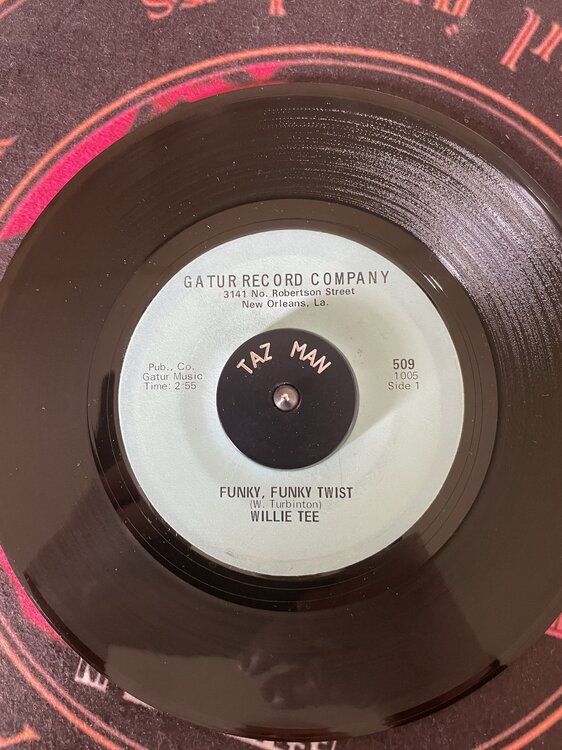 GATUR RECORD COMPANY
3141 No. Robertson Street
New Orleans, La.
TAZ MAN
Pub., Co.
Gatur Music
Time: 2:55
509
1005
Side 1
FUNKY, FUNKY TWIST
(W. Turbinton)
WILLIE TEE